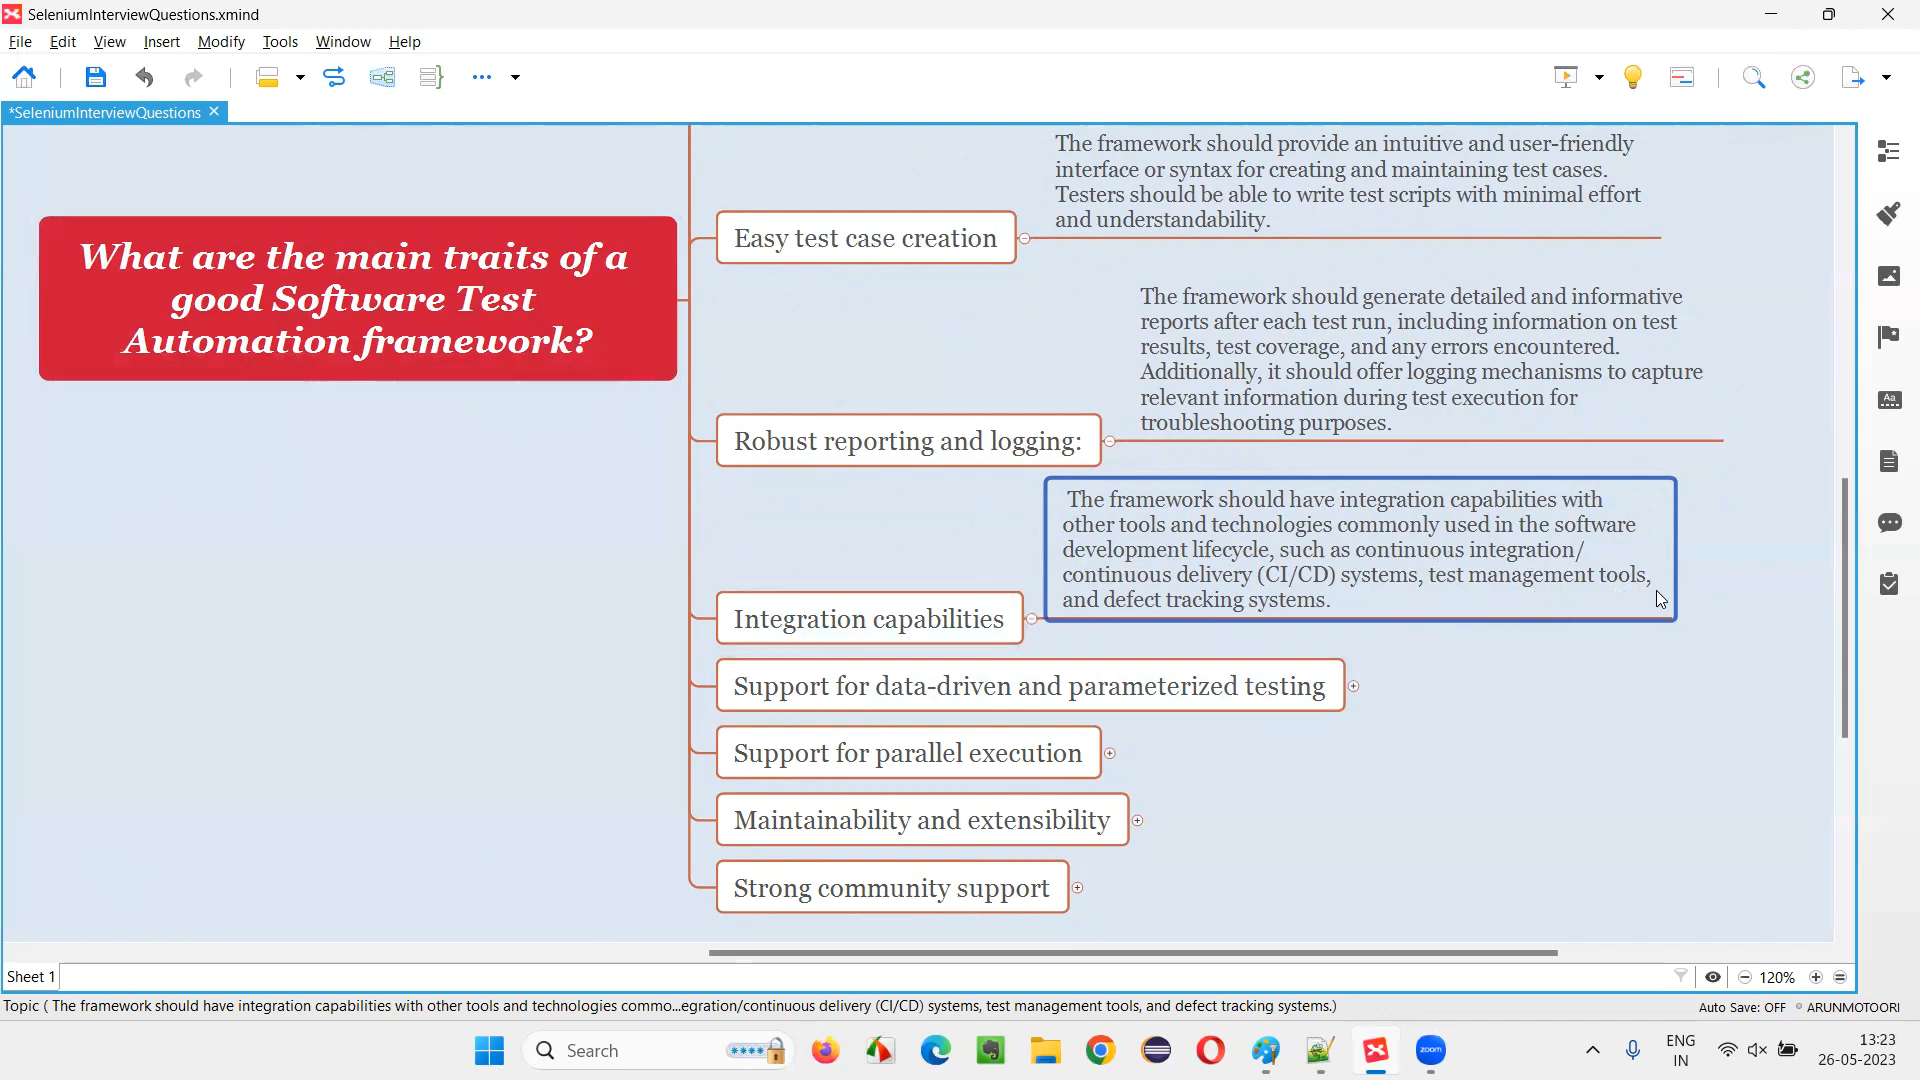 SeleniumInterviewQuestions.xmind
File Edit View Insert Modify Tools Window Help
*SeleniumInterviewQuestions
What are the main traits of a
good Software Test
Automation framework?
The framework should provide an intuitive and user-friendly
interface or syntax for creating and maintaining test cases.
Testers should be able to write test scripts with minimal effort
and understandability.
Easy test case creation
The framework should generate detailed and informative
reports after each test run, including information on test
results, test coverage, and any errors encountered.
Additionally, it should offer logging mechanisms to capture
relevant information during test execution for
troubleshooting purposes.
Robust reporting and logging:
The framework should have integration capabilities with
other tools and technologies commonly used in the software
development lifecycle, such as continuous integration/
continuous delivery (CI/CD) systems, test management tools,
and defect tracking systems.
Integration capabilities
Support for data-driven and parameterized testing
Support for parallel execution
Maintainability and extensibility
Strong community support
Aa
Sheet 1
120%
Topic ( The framework should have integration capabilities with other tools and technologies commo...egration/continuous delivery (CI/CD) systems, test management tools, and defect tracking systems.)
Auto Save: OFF ARUNMOTOORI
Search
****
zoom
ENG
IN
13:23
26-05-2023